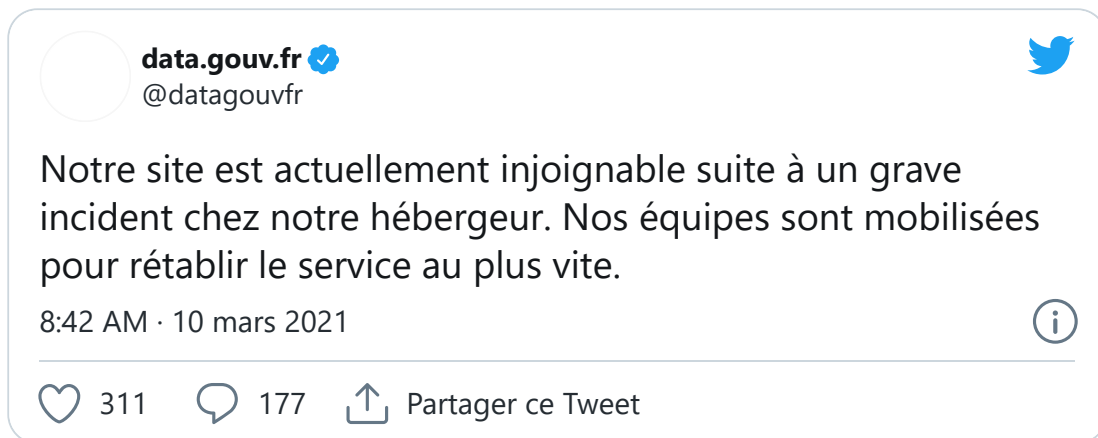 data.gouv.fr
@datagouvfr
Notre site est actuellement injoignable suite à un grave
incident chez notre hébergeur. Nos équipes sont mobilisées
pour rétablir le service au plus vite.
8:42 AM · 10 mars 2021
311 177 Partager ce Tweet